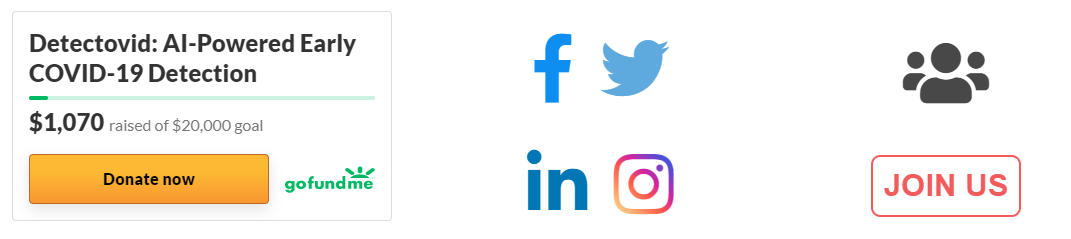 Detectovid: AI-Powered Early
COVID-19 Detection
$1,070 raised of $20,000 goal
Donate now
gofundme
in
JOIN US